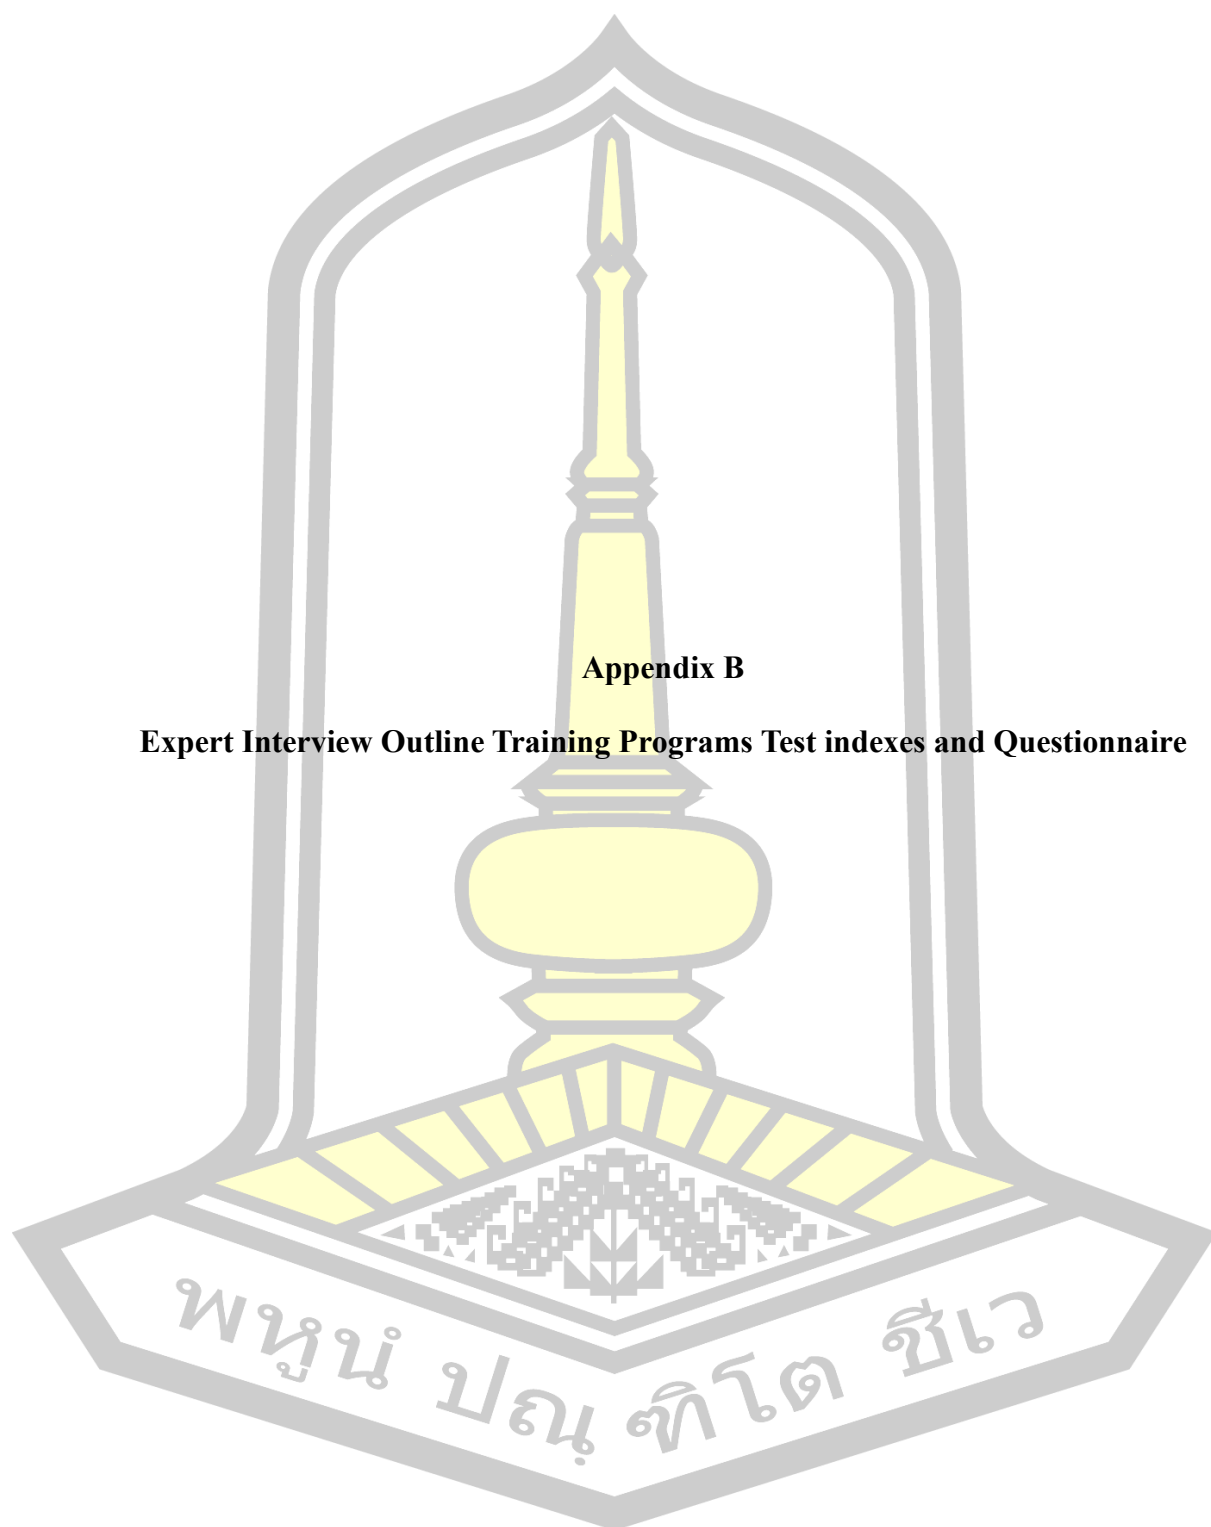 Appendix B
Expert Interview Outline Training Programs Test indexes and Questionnaire
พหูนํ ปณฺ ฑิโต ชีเว